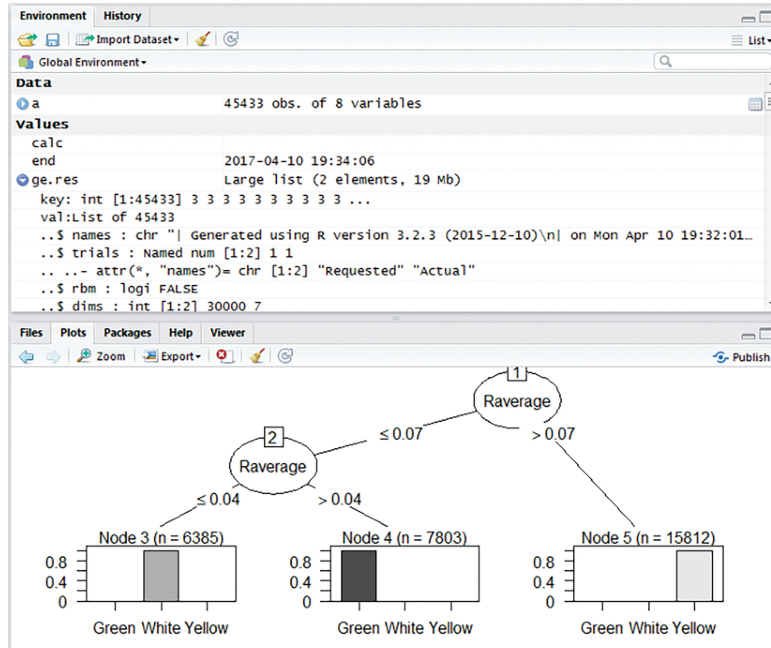 Environment History
Import Dataset List
Global Environment
Data
a 45433 obs. of 8 variables
Values
calc
end 2017-04-10 19:34:06
ge.res Large list (2 elements, 19 Mb)
key: int [1:45433] 3 3 3 3 3 3 3 3 3 3 ...
val:List of 45433
..$ names : chr "| Generated using R version 3.2.3 (2015-12-10)\n| on Mon Apr 10 19:32:01…
..$ trials : Named num [1:2] 1 1
.. ..- attr(*, "names")= chr [1:2] "Requested" "Actual"
..$ rbm : logi FALSE
..$ dims : int [1:2] 30000 7
Files Plots Packages Help Viewer
Zoom Export Publish
1
Raverage
≤ 0.07 > 0.07
2
Raverage
≤ 0.04 > 0.04
Node 3 (n = 6385) Node 4 (n = 7803) Node 5 (n = 15812)
0.8 0.8 0.8
0.4 0.4 0.4
0 0 0
Green White Yellow Green White Yellow Green White Yellow